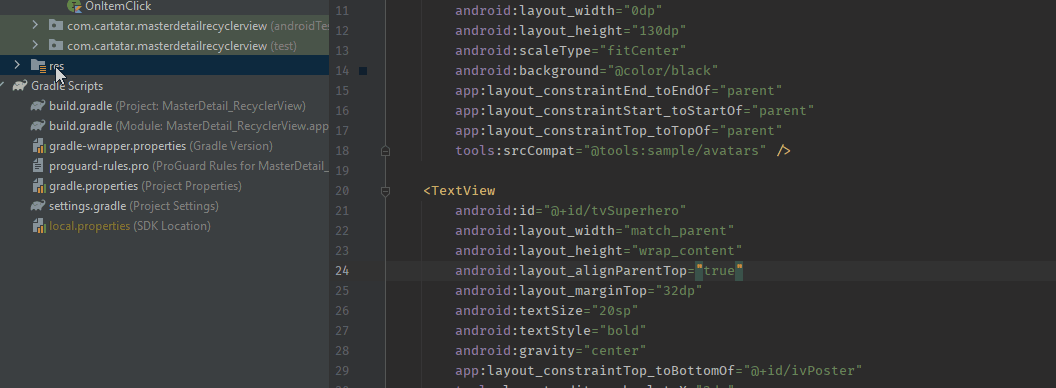 OnItemClick
com.cartatar.masterdetailrecyclerview (androidTes
com.cartatar.masterdetailrecyclerview (test)
res
Gradle Scripts
build.gradle (Project: MasterDetail_RecyclerView)
build.gradle (Module: MasterDetail_RecyclerView.app
gradle-wrapper.properties (Gradle Version)
proguard-rules.pro (ProGuard Rules for MasterDetail_
gradle.properties (Project Properties)
settings.gradle (Project Settings)
local.properties (SDK Location)
11 android:layout_width="0dp"
12 android:layout_height="130dp"
13 android:scaleType="fitCenter"
14 android:background="@color/black"
15 app:layout_constraintEnd_toEndOf="parent"
16 app:layout_constraintStart_toStartOf="parent"
17 app:layout_constraintTop_toTopOf="parent"
18 tools:srcCompat="@tools:sample/avatars" />
19
20 <TextView
21 android:id="@+id/tvSuperhero"
22 android:layout_width="match_parent"
23 android:layout_height="wrap_content"
24 android:layout_alignParentTop="true"
25 android:layout_marginTop="32dp"
26 android:textSize="20sp"
27 android:textStyle="bold"
28 android:gravity="center"
29 app:layout_constraintTop_toBottomOf="@+id/ivPoster"